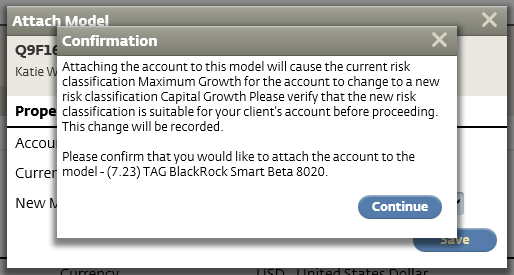 Attach Model
Confirmation
Q9F16
Katie W
Attaching the account to this model will cause the current risk
classification Maximum Growth for the account to change to a new
risk classification Capital Growth Please verify that the new risk
classification is suitable for your client's account before proceeding.
This change will be recorded.
Please confirm that you would like to attach the account to the
model - (7.23) TAG BlackRock Smart Beta 8020.
Continue
Prope
Accou
Curren
New M
Save
Currency USD - United States Dollar